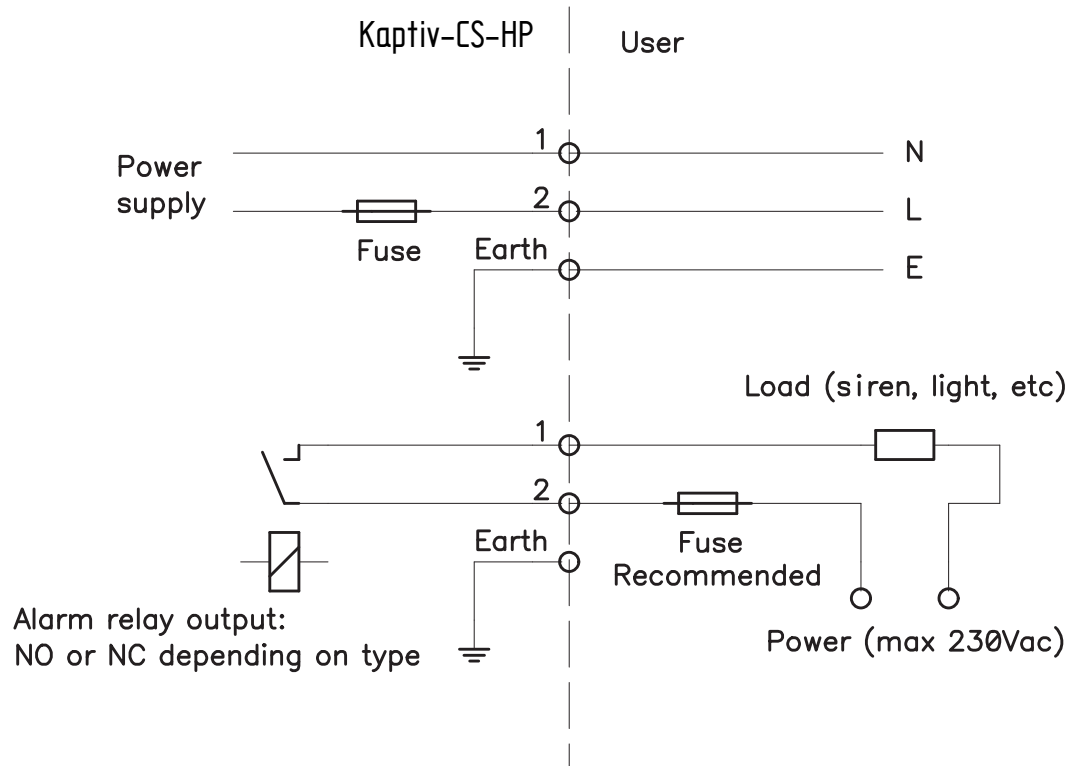 Kaptiv-CS-HP
User
Power
supply
1
N
2
L
Fuse
Earth
E
Load (siren, light, etc)
1
2
Earth
Fuse
Recommended
Alarm relay output:
NO or NC depending on type
Power (max 230Vac)